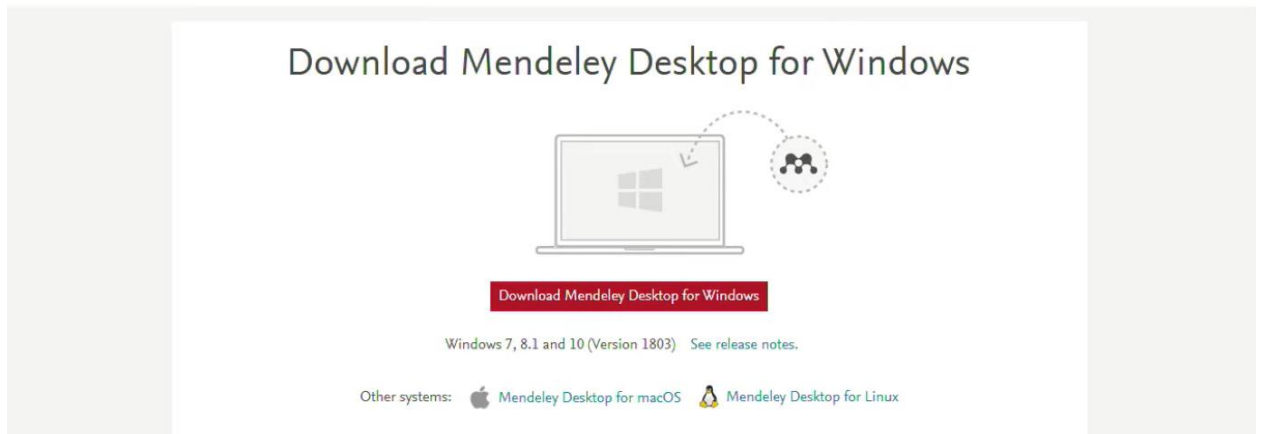 Download Mendeley Desktop for Windows
Download Mendeley Desktop for Windows
Windows 7, 8.1 and 10 (Version 1803) See release notes.
Other systems: Mendeley Desktop for macOS Mendeley Desktop for Linux